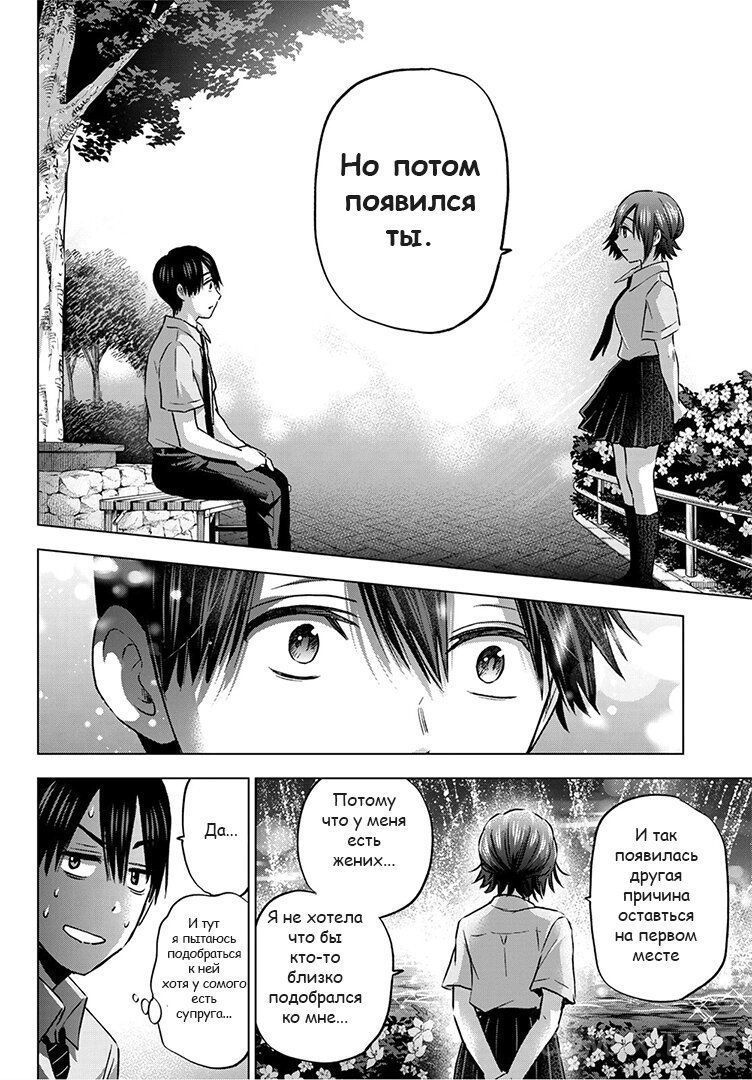 Но потом
появился
ты.
И так
появилась
другая
причина
оставться
на первом
месте
Потому
что у меня
есть
жених...
Я не хотела
что бы
кто-то
близко
подобрался
ко мне...
Да...
И тут
я пытаюсь
подобраться
к ней
хотя у сомого
есть
супруга...